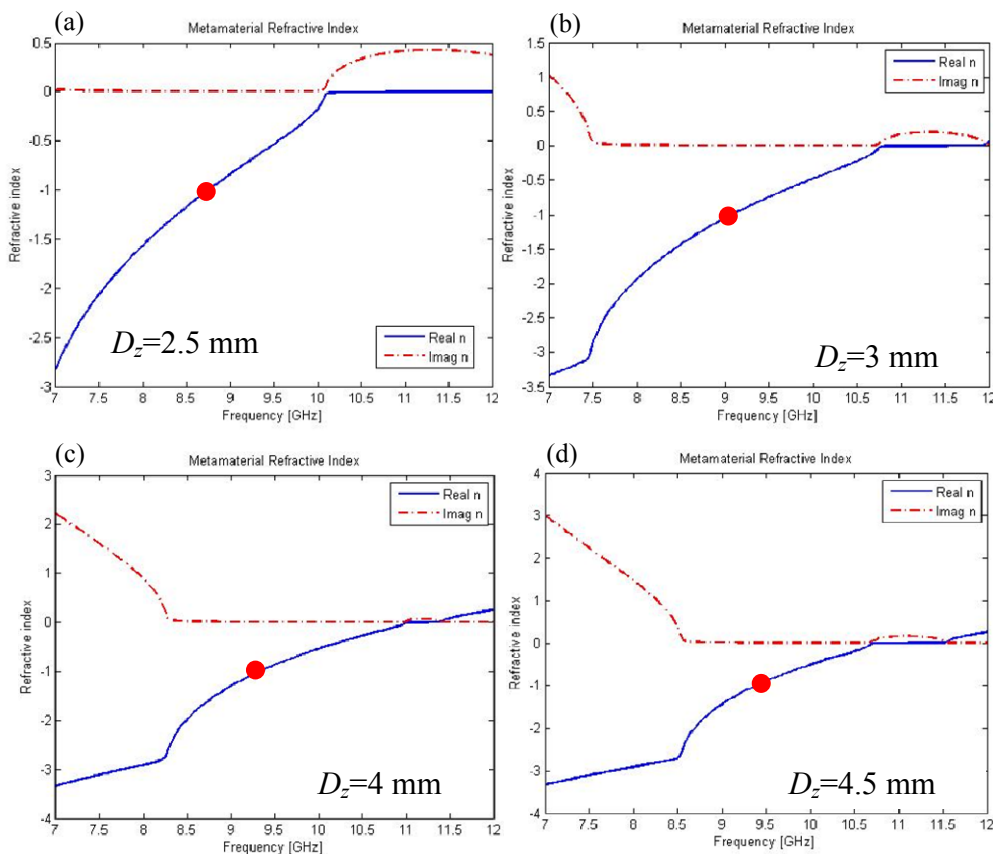 (a)
Metamaterial Refractive Index
0.5
0
-0.5
-1
-1.5
-2
-2.5
-3
Refractive index
Real n
Imag n
D_z=2.5 mm
7 7.5 8 8.5 9 9.5 10 10.5 11 11.5 12
Frequency [GHz]
(b)
Metamaterial Refractive Index
1.5
1
0.5
0
-0.5
-1
-1.5
-2
-2.5
-3
-3.5
Refractive index
Real n
Imag n
D_z=3 mm
7 7.5 8 8.5 9 9.5 10 10.5 11 11.5 12
Frequency [GHz]
(c)
Metamaterial Refractive Index
3
2
1
0
-1
-2
-3
-4
Refractive index
Real n
Imag n
D_z=4 mm
7 7.5 8 8.5 9 9.5 10 10.5 11 11.5 12
Frequency [GHz]
(d)
Metamaterial Refractive Index
4
3
2
1
0
-1
-2
-3
-4
Refractive index
Real n
Imag n
D_z=4.5 mm
7 7.5 8 8.5 9 9.5 10 10.5 11 11.5 12
Frequency [GHz]